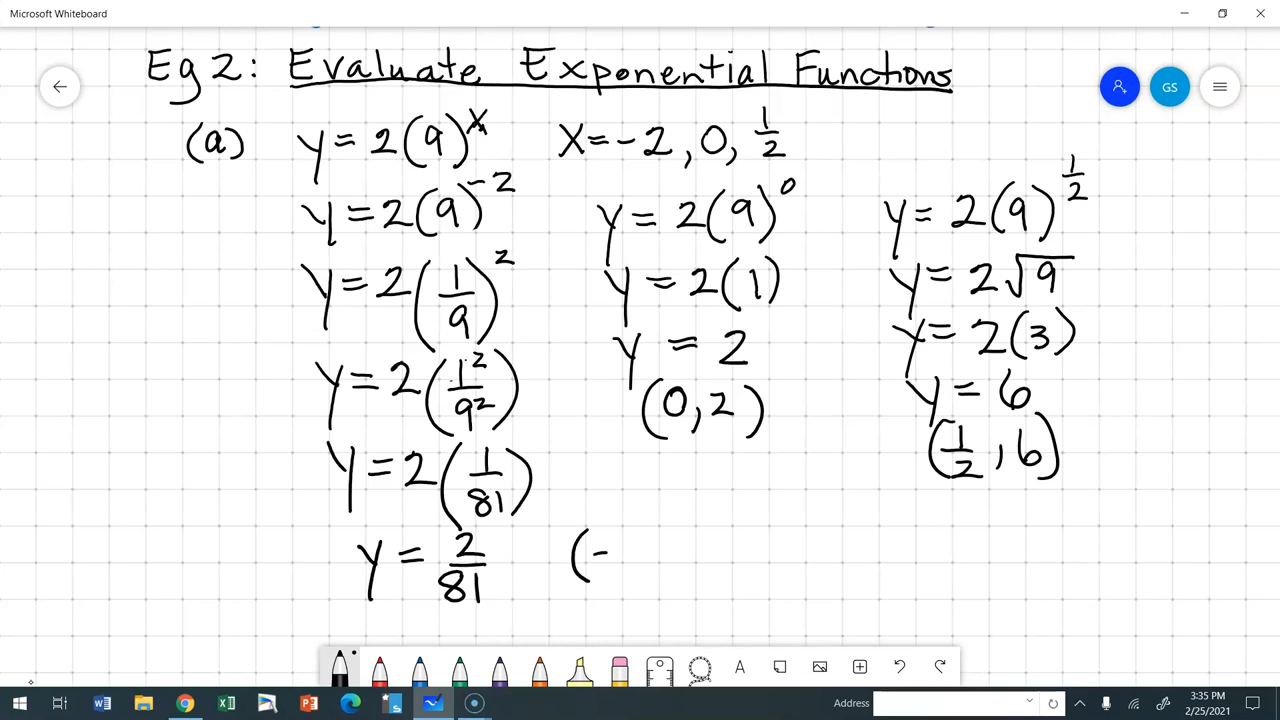 Microsoft Whiteboard
Eg 2: Evaluate Exponential Functions
GS
(a) y = 2(9)^x x = -2, 0, 1/2
y = 2(9)^-2
y = 2(1/9)^2
y = 2(1^2/9^2)
y = 2(1/81)
y = 2/81 (-
y = 2(9)^0
y = 2(1)
y = 2
(0, 2)
y = 2(9)^1/2
y = 2√9
y = 2(3)
y = 6
(1/2, 6)
Address
3:35 PM
2/25/2021